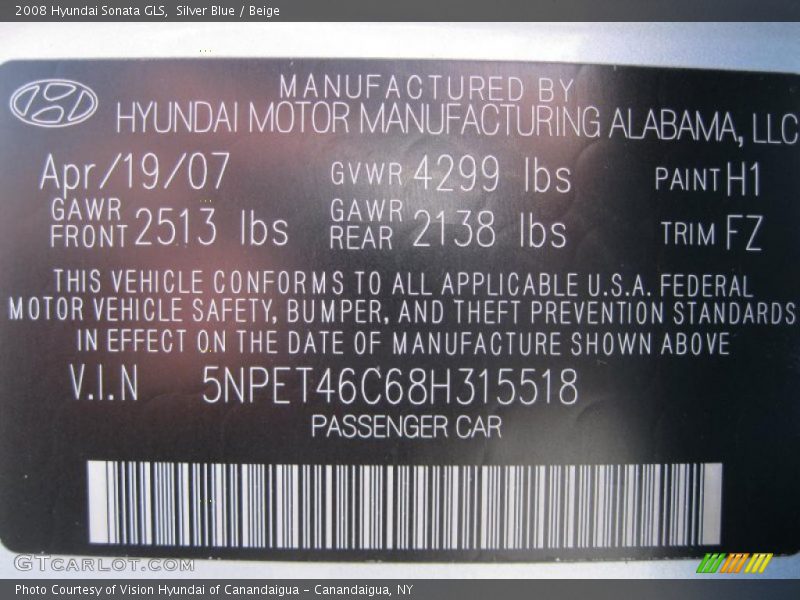 2008 Hyundai Sonata GLS, Silver Blue / Beige
MANUFACTURED BY
HYUNDAI MOTOR MANUFACTURING ALABAMA, LLC
Apr/19/07 GVWR 4299 lbs PAINT H1
GAWR FRONT 2513 lbs GAWR REAR 2138 lbs TRIM FZ
THIS VEHICLE CONFORMS TO ALL APPLICABLE U.S.A. FEDERAL
MOTOR VEHICLE SAFETY, BUMPER, AND THEFT PREVENTION STANDARDS
IN EFFECT ON THE DATE OF MANUFACTURE SHOWN ABOVE
V.I.N 5NPET46C68H315518
PASSENGER CAR
GTCARLOT.COM
Photo Courtesy of Vision Hyundai of Canandaigua - Canandaigua, NY